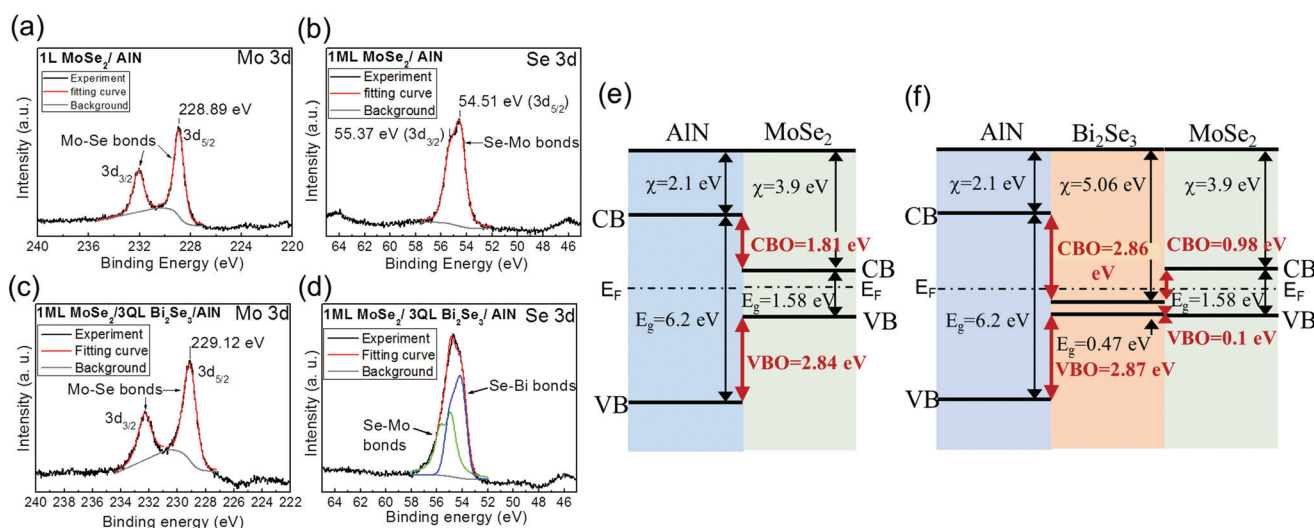 (a)
1L MoSe₂/ AlN
Mo 3d
Experiment
fitting curve
Background
228.89 eV
3d₅/₂
Mo-Se bonds
3d₃/₂
Intensity (a.u.)
240 236 232 228 224 220
Binding Energy (eV)
(b)
1ML MoSe₂/ AlN
Se 3d
Experiment
fitting curve
Background
54.51 eV (3d₅/₂)
55.37 eV (3d₃/₂)
Se-Mo bonds
Intensity (a.u.)
64 62 60 58 56 54 52 50 48 46
Binding Energy (eV)
(c)
1ML MoSe₂/3QL Bi₂Se₃/AlN
Mo 3d
Experiment
Fitting curve
Background
229.12 eV
3d₅/₂
Mo-Se bonds
3d₃/₂
Intensity (a. u.)
240 238 236 234 232 230 228 226 224 222
Binding energy (eV)
(d)
1ML MoSe₂/ 3QL Bi₂Se₃/ AlN
Se 3d
Experiment
Fitting curve
Background
Se-Bi bonds
Se-Mo
bonds
Intensity (a. u.)
64 62 60 58 56 54 52 50 48 46
Binding energy (eV)
(e)
AlN
MoSe₂
χ=2.1 eV
χ=3.9 eV
CB
CBO=1.81 eV
CB
E_F
E_g=1.58 eV
E_g=6.2 eV
VB
VBO=2.84 eV
VB
(f)
AlN
Bi₂Se₃
MoSe₂
χ=2.1 eV
χ=5.06 eV
χ=3.9 eV
CB
CBO=2.86
eV
CBO=0.98 eV
CB
E_F
E_g=1.58 eV
E_g=6.2 eV
VB
E_g=0.47 eV
VBO=0.1 eV
VBO=2.87 eV
VB